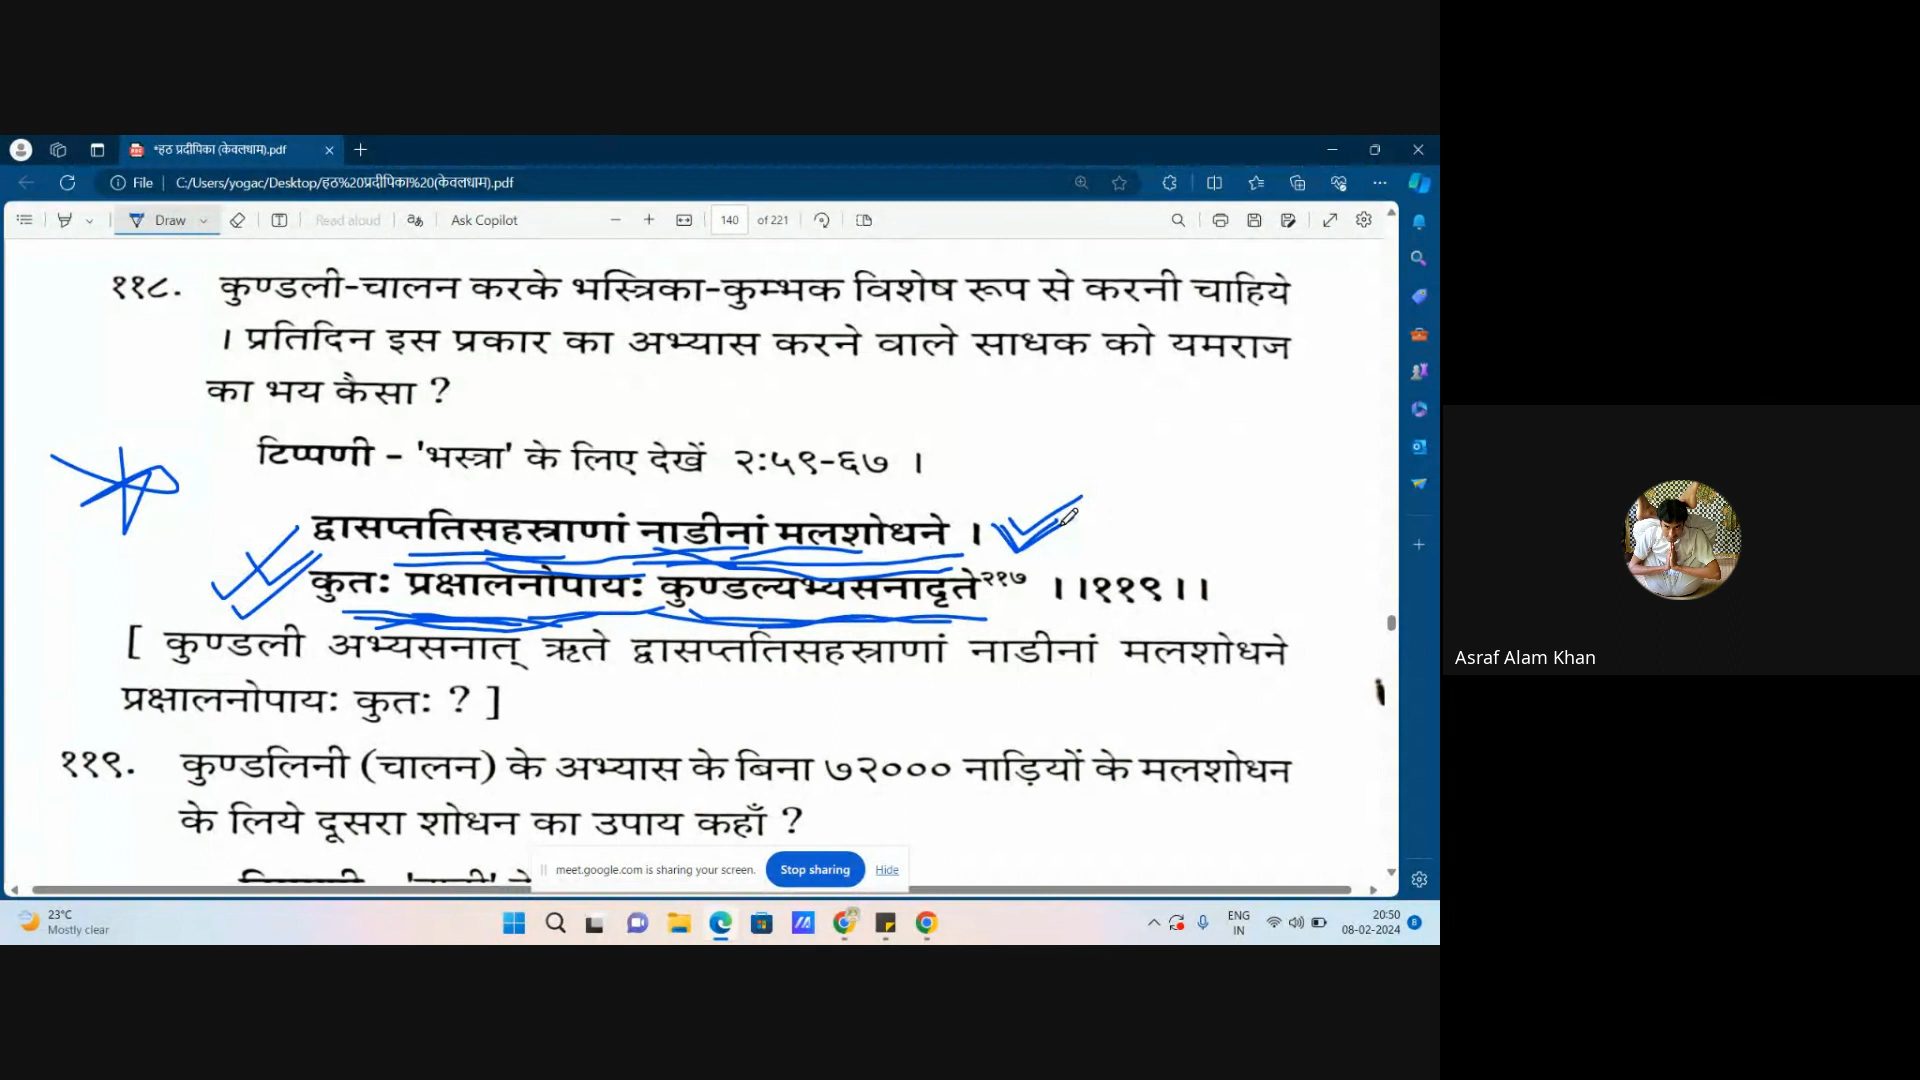 *हठ प्रदीपिका (केवलधाम).pdf
File
C:/Users/yogac/Desktop/हठ%20प्रदीपिका%20(केवलधाम).pdf
Draw
Read aloud
Ask Copilot
140 of 221
११८. कुण्डली-चालन करके भस्त्रिका-कुम्भक विशेष रूप से करनी चाहिये
। प्रतिदिन इस प्रकार का अभ्यास करने वाले साधक को यमराज
का भय कैसा ?
टिप्पणी - 'भस्त्रा' के लिए देखें २:५९-६७ ।
द्वासप्ततिसहस्राणां नाडीनां मलशोधने ।
कुतः प्रक्षालनोपायः कुण्डल्यभ्यसनादृते२१७ ।।११९।।
[ कुण्डली अभ्यसनात् ऋते द्वासप्ततिसहस्राणां नाडीनां मलशोधने
प्रक्षालनोपायः कुतः ? ]
११९. कुण्डलिनी (चालन) के अभ्यास के बिना ७२००० नाड़ियों के मलशोधन
के लिये दूसरा शोधन का उपाय कहाँ ?
meet.google.com is sharing your screen.
Stop sharing
Hide
23°C
Mostly clear
ENG
IN
20:50
08-02-2024
8
Asraf Alam Khan